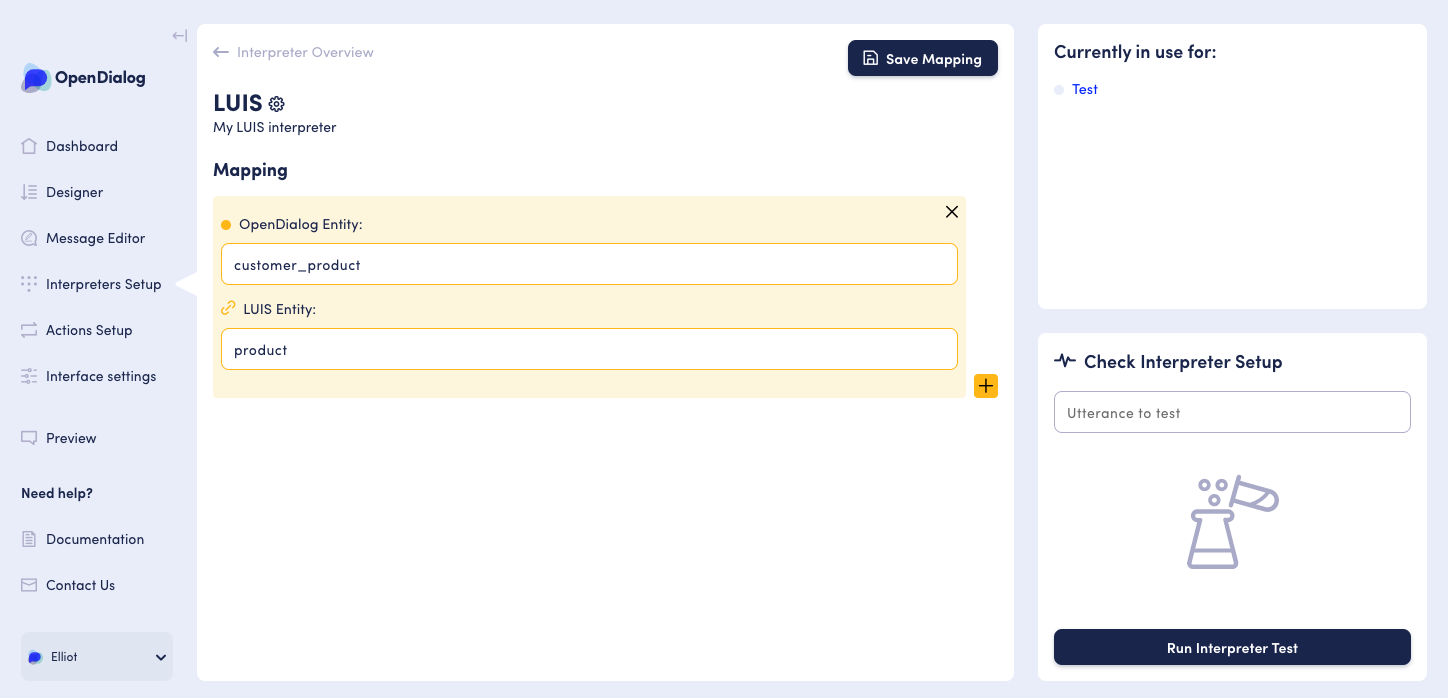 OpenDialog
Dashboard
Designer
Message Editor
Interpreters Setup
Actions Setup
Interface settings
Preview
Need help?
Documentation
Contact Us
Elliot
Interpreter Overview
Save Mapping
LUIS
My LUIS interpreter
Mapping
OpenDialog Entity:
customer_product
LUIS Entity:
product
Currently in use for:
Test
Check Interpreter Setup
Utterance to test
Run Interpreter Test